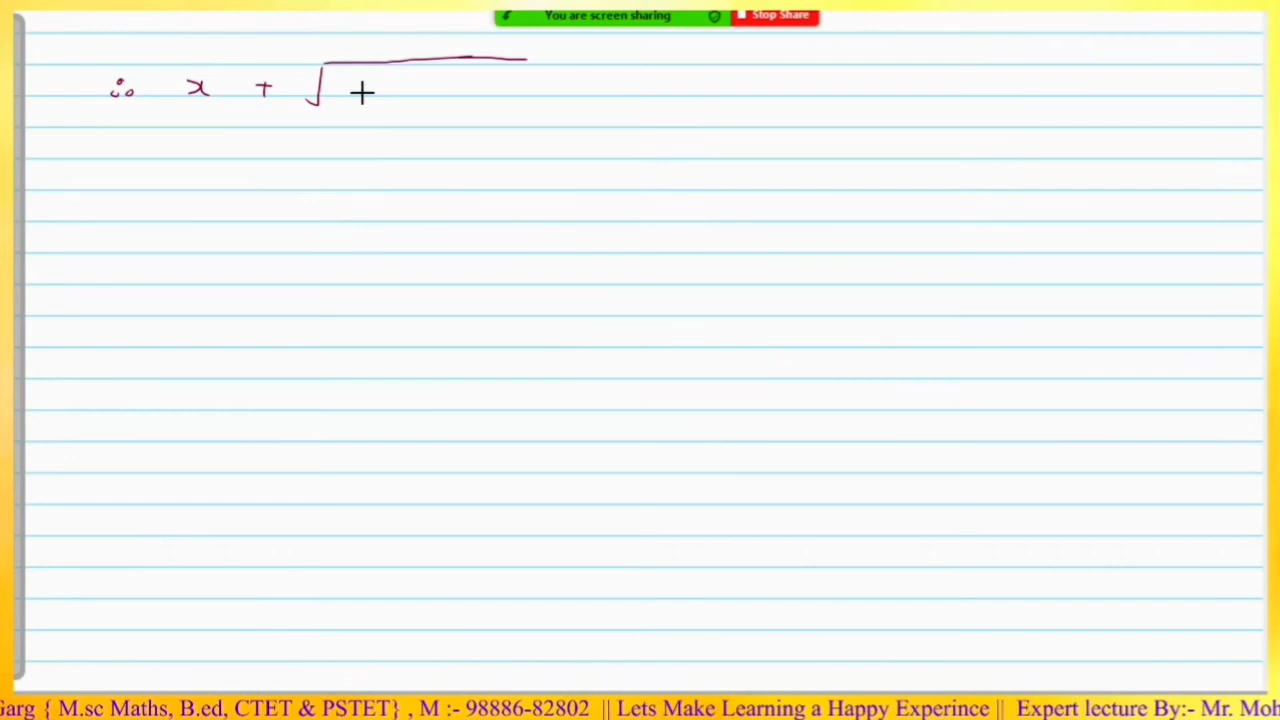 You are screen sharing Stop Share
∴ x + √
Garg { M.sc Maths, B.ed, CTET & PSTET} , M :- 98886-82802 || Lets Make Learning a Happy Experince || Expert lecture By:- Mr. Moh